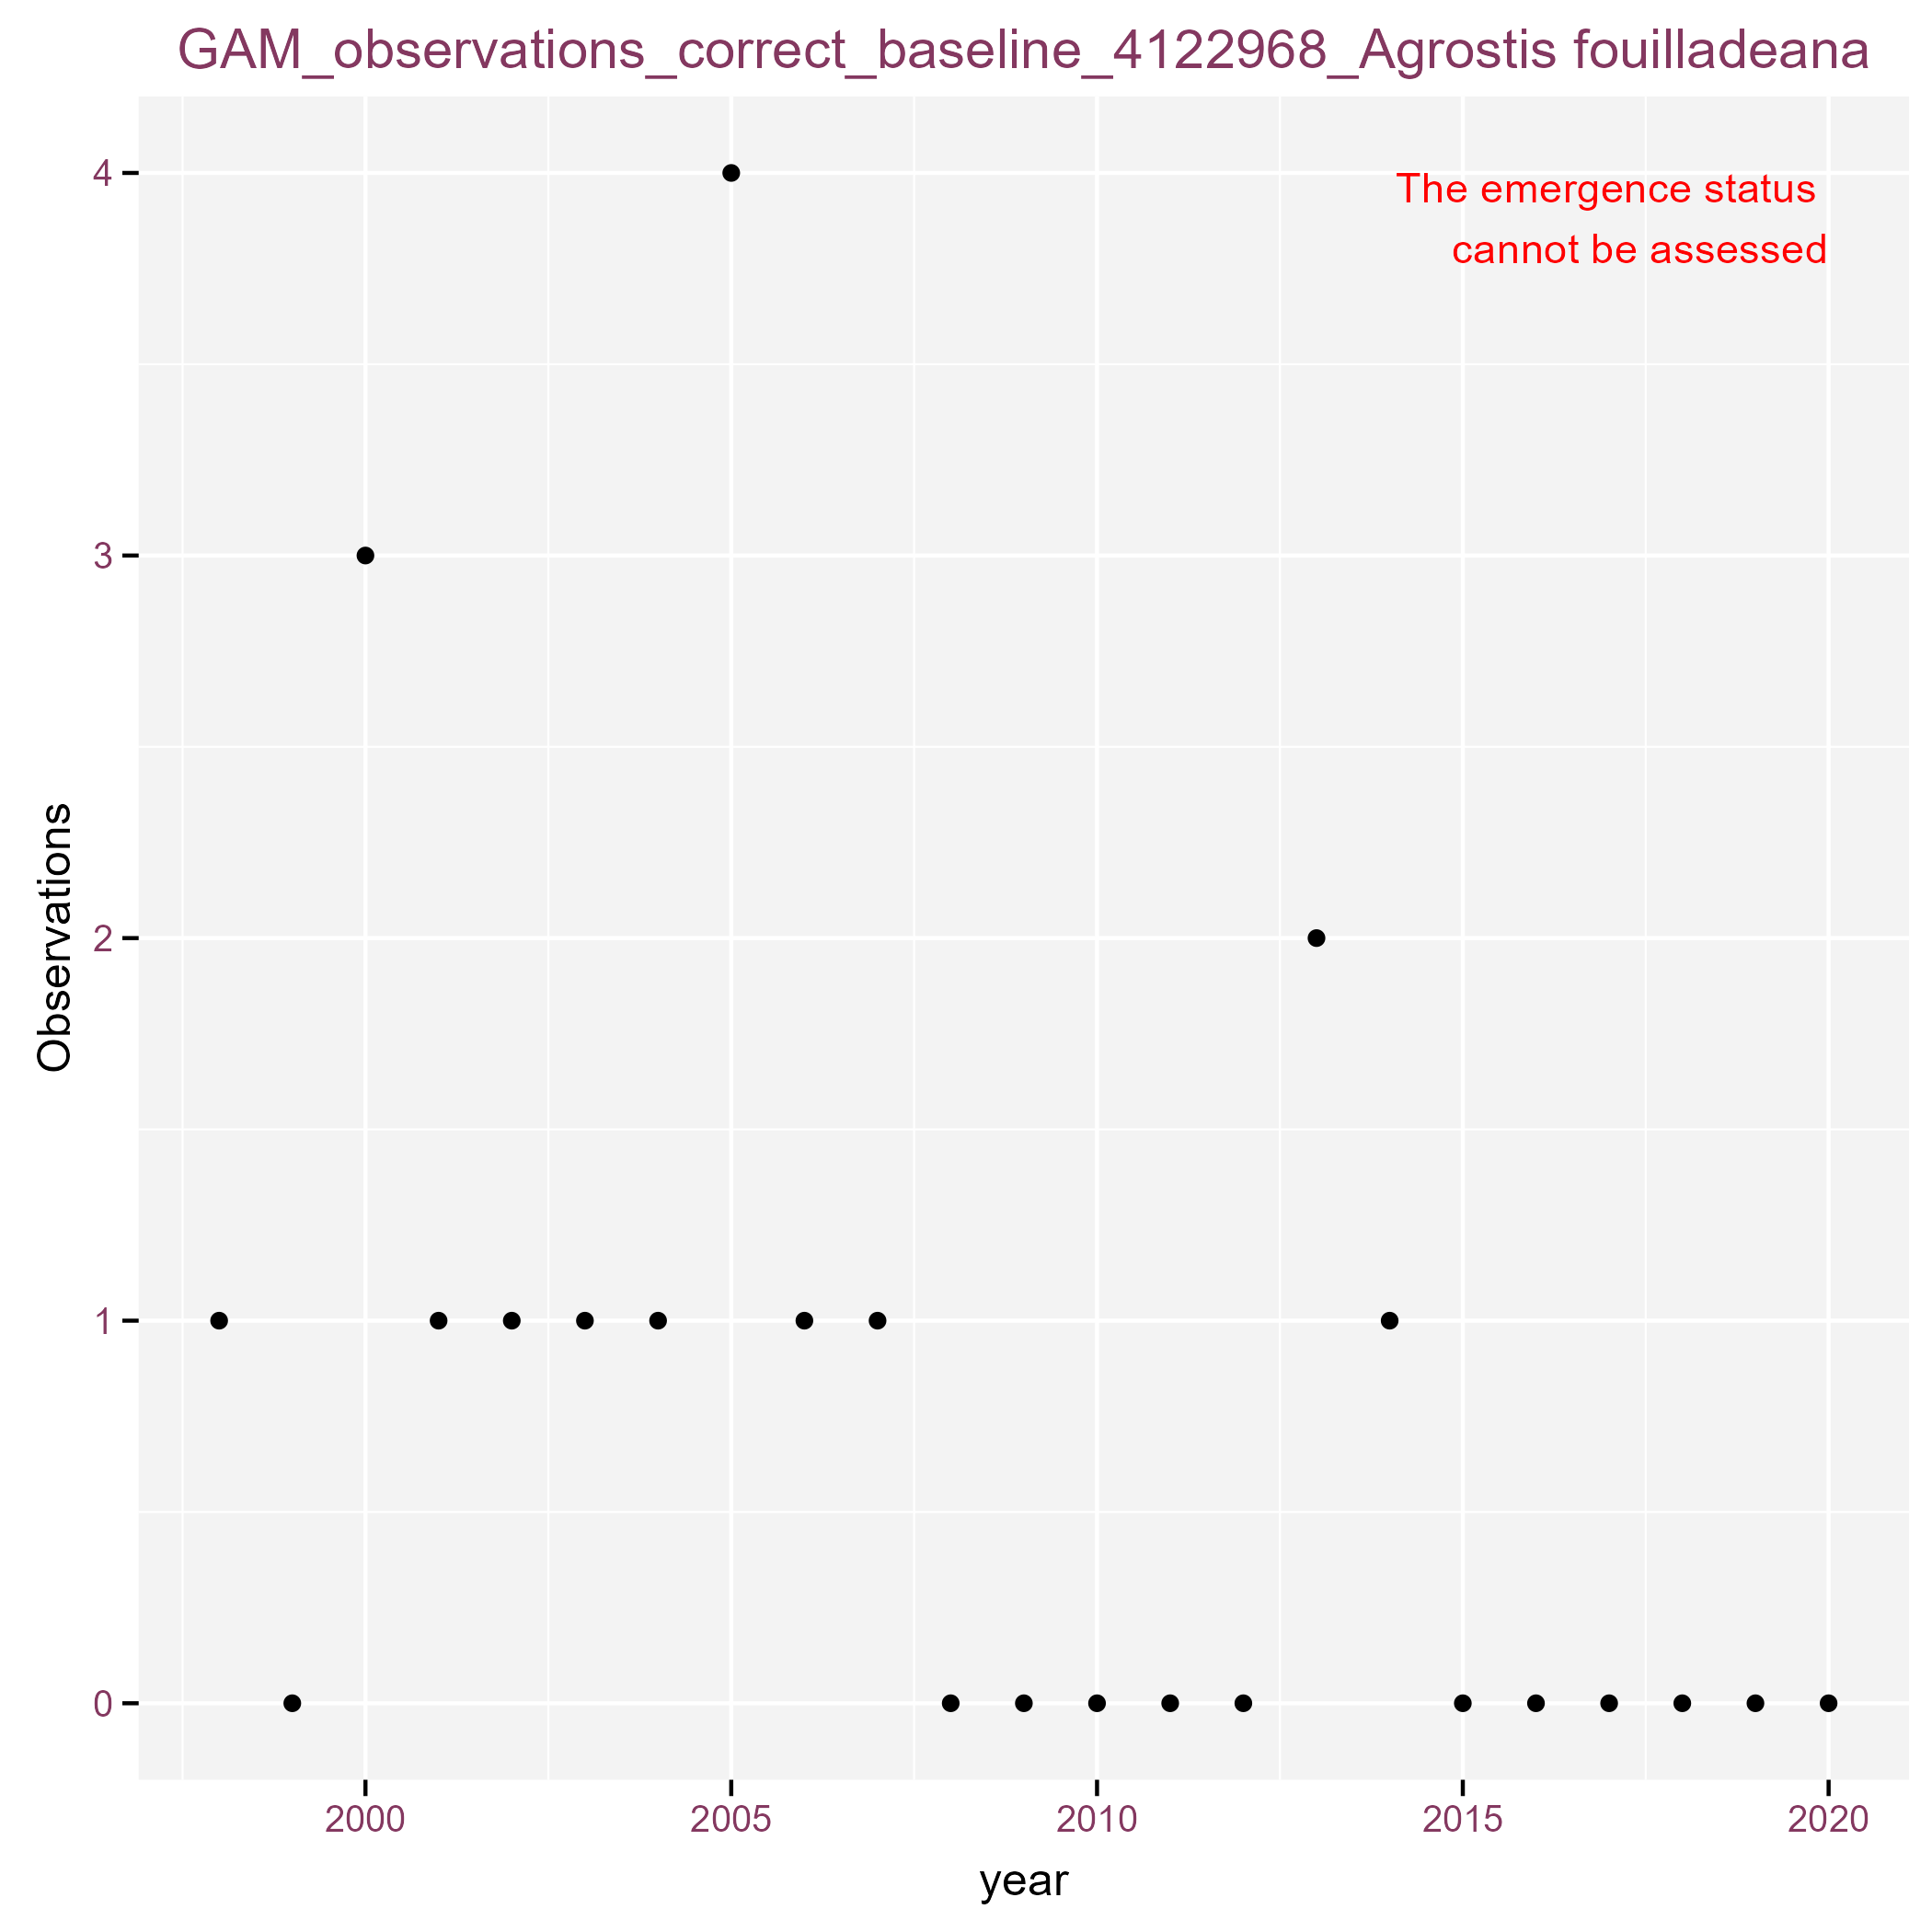 GAM_observations_correct_baseline_4122968_Agrostis fouilladeana
The emergence status
cannot be assessed
4
3
2
1
0
Observations
2000 2005 2010 2015 2020
year